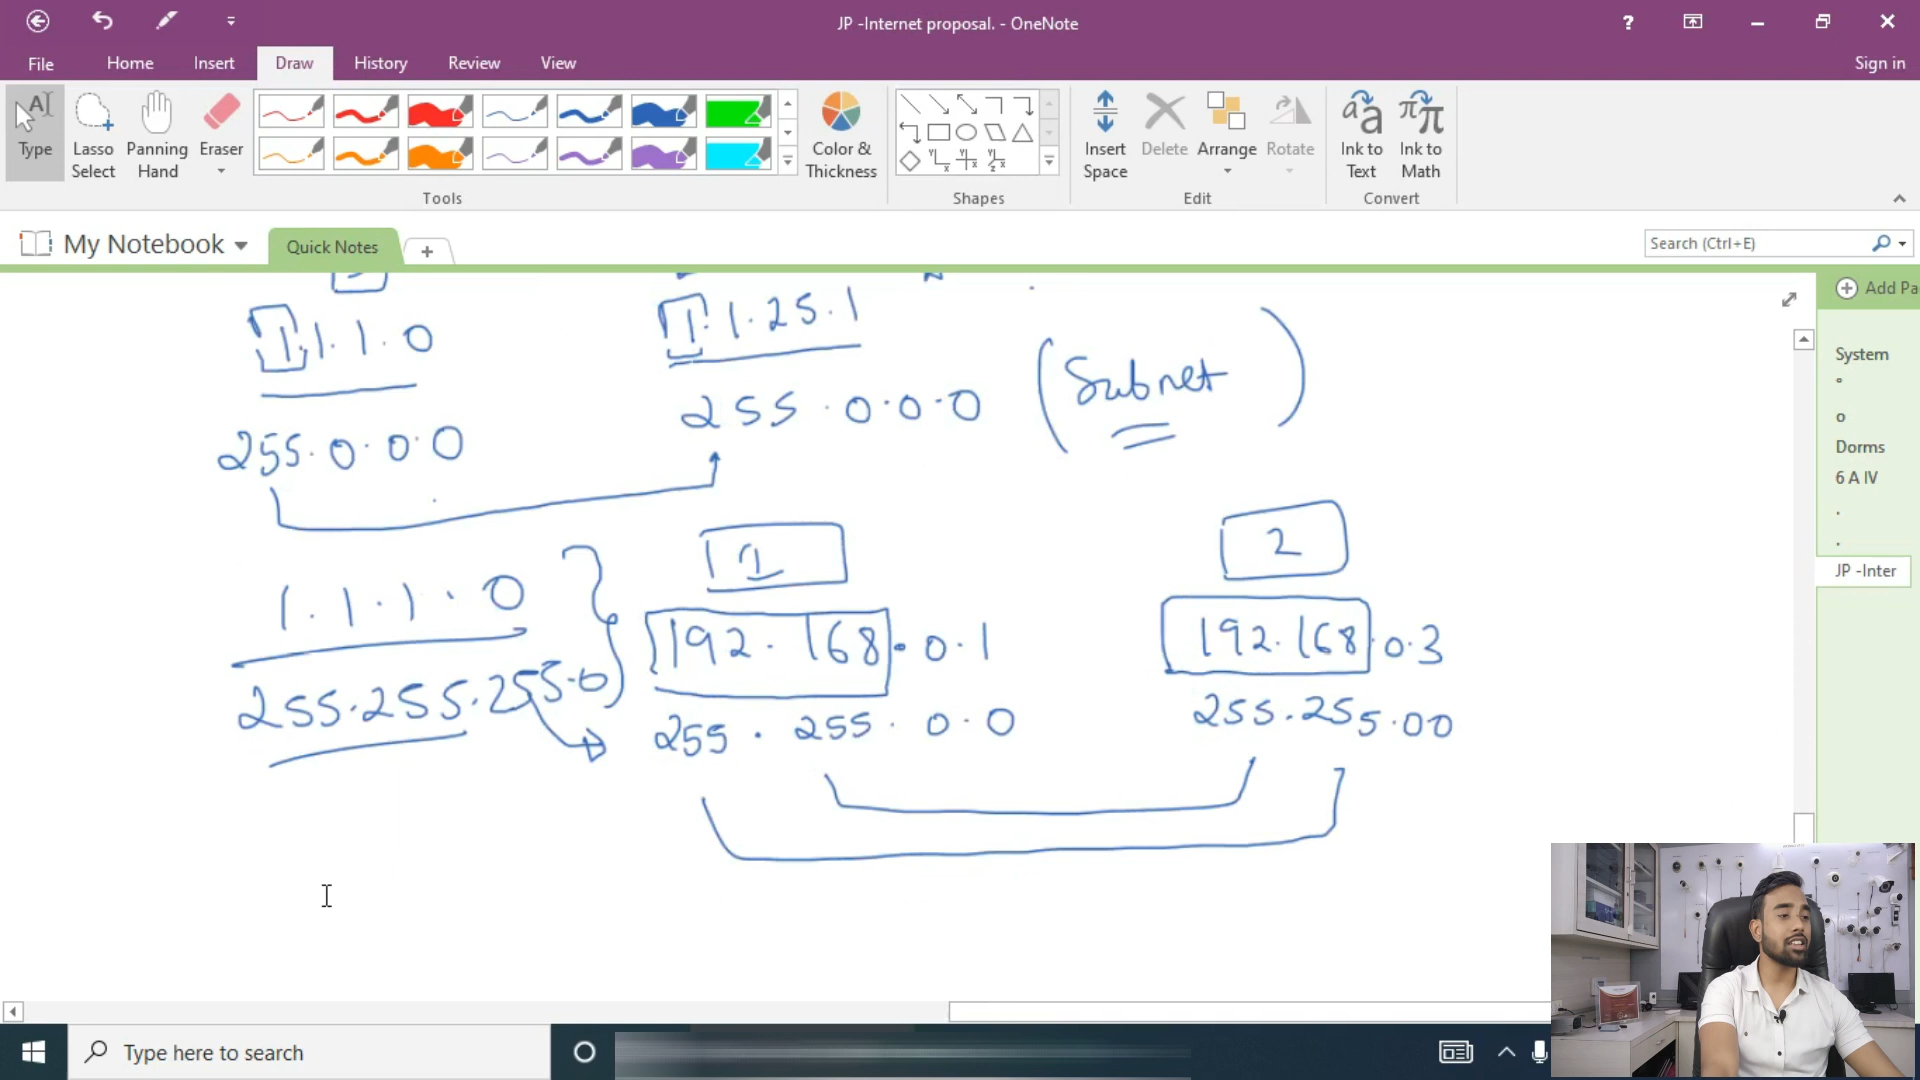 JP -Internet proposal. - OneNote
?
File Home Insert Draw History Review View Sign in
Type
Lasso Select
Panning Hand
Eraser
Color & Thickness
Insert Space
Delete
Arrange
Rotate
Ink to Text
Ink to Math
Tools Shapes Edit Convert
My Notebook Quick Notes + Search (Ctrl+E)
Add Pa
System
o
Dorms
6 A IV
.
.
JP -Inter
1.1.1.0
1.1.25.1
255.0.0.0
255.0.0.0
(Subnet)
1
2
1.1.1.0
192.168.0.1
192.168.0.3
255.255.255.0
255.255.0.0
255.255.00
Type here to search